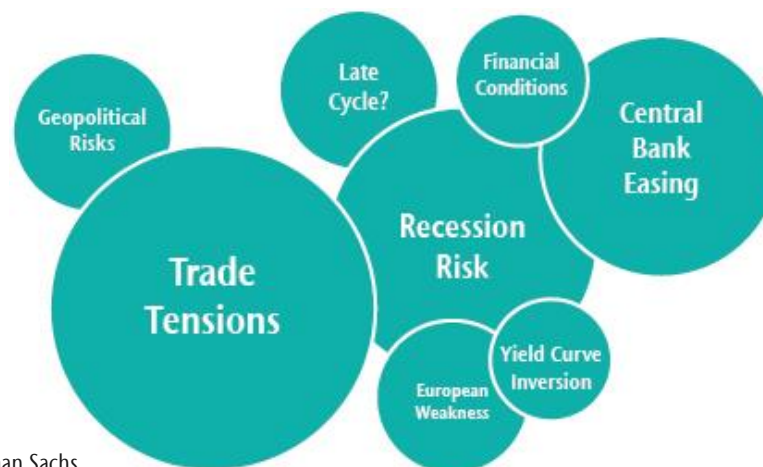 Geopolitical
Risks
Late
Cycle?
Financial
Conditions
Central
Bank
Easing
Recession
Risk
Trade
Tensions
Yield Curve
Inversion
European
Weakness
Sachs